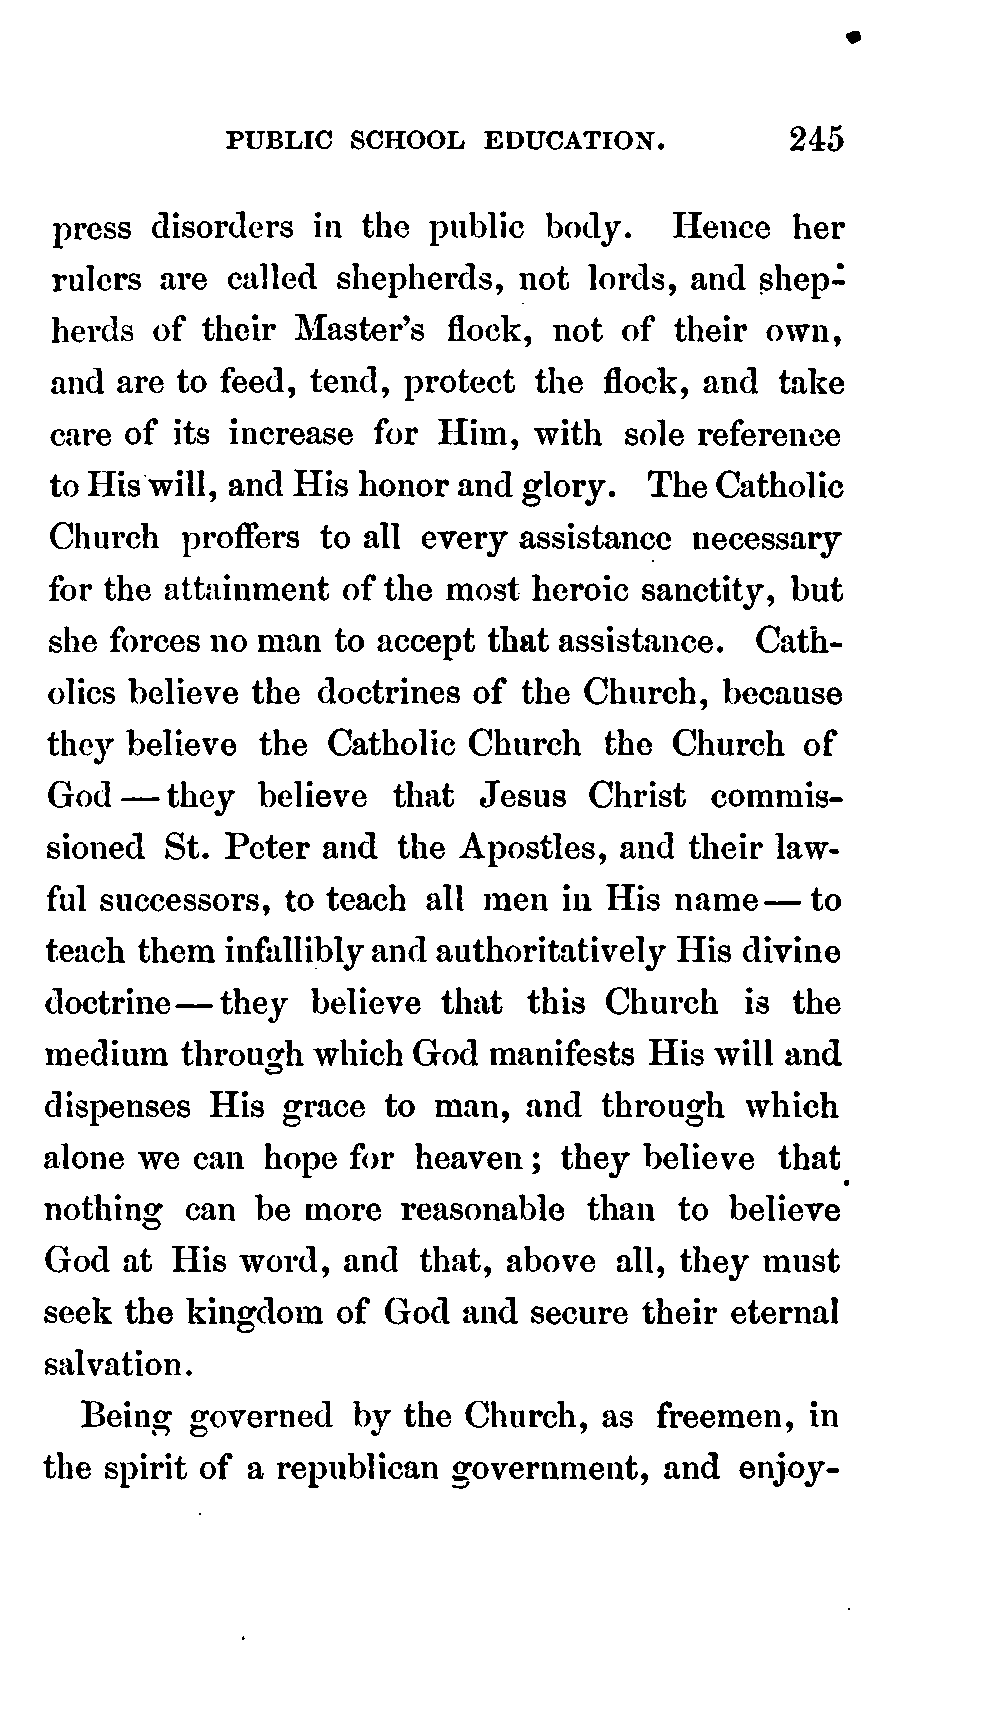 PUBLIC SCHOOL EDUCATION. 245
press disorders in the public body. Hence her
rulers are called shepherds, not lords, and shep-
herds of their Master's flock, not of their own,
and are to feed, tend, protect the flock, and take
care of its increase for Him, with sole reference
to His will, and His honor and glory. The Catholic
Church proffers to all every assistance necessary
for the attainment of the most heroic sanctity, but
she forces no man to accept that assistance. Cath-
olics believe the doctrines of the Church, because
they believe the Catholic Church the Church of
God — they believe that Jesus Christ commis-
sioned St. Peter and the Apostles, and their law-
ful successors, to teach all men in His name — to
teach them infallibly and authoritatively His divine
doctrine — they believe that this Church is the
medium through which God manifests His will and
dispenses His grace to man, and through which
alone we can hope for heaven; they believe that
nothing can be more reasonable than to believe
God at His word, and that, above all, they must
seek the kingdom of God and secure their eternal
salvation.
Being governed by the Church, as freemen, in
the spirit of a republican government, and enjoy-